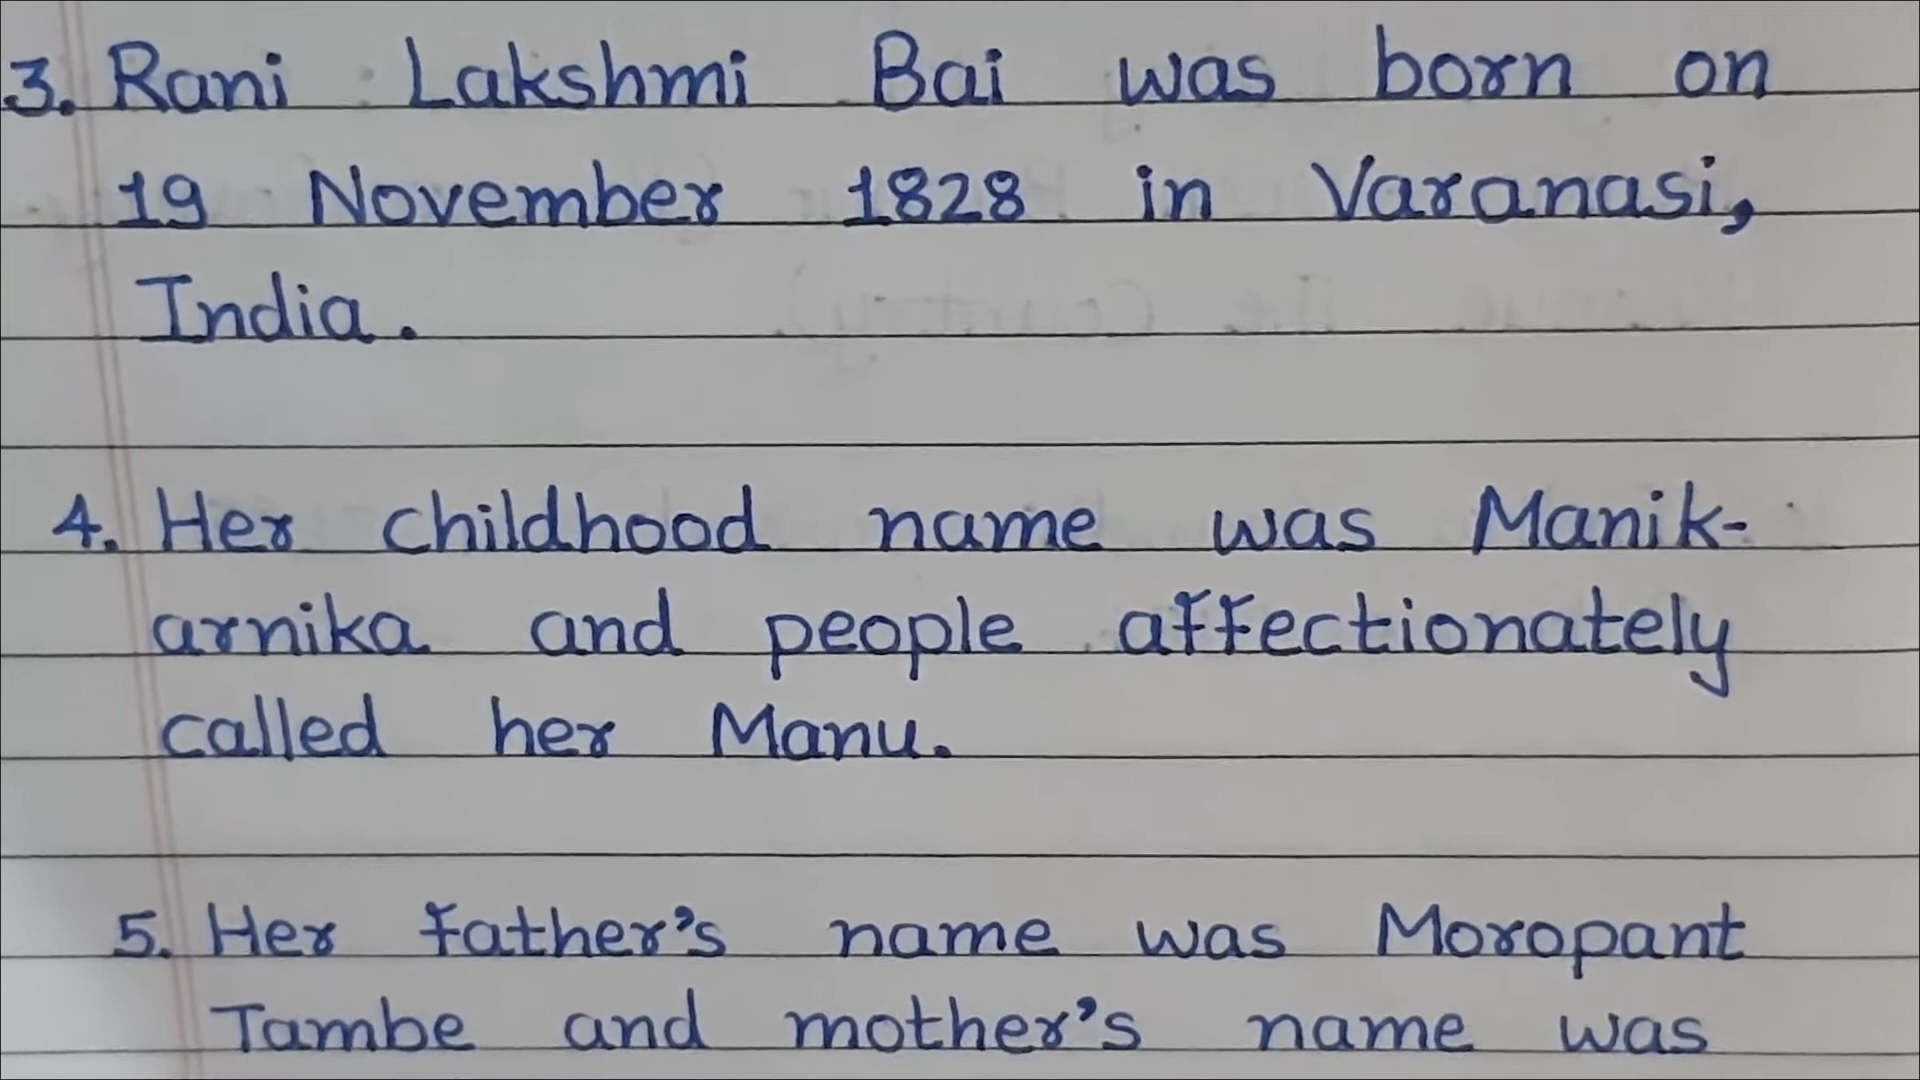 3. Rani Lakshmi Bai was born on
19 November 1828 in Varanasi,
India.
4. Her childhood name was Manik-
arnika and people affectionately
called her Manu.
5. Her father's name was Moropant
Tambe and mother's name was